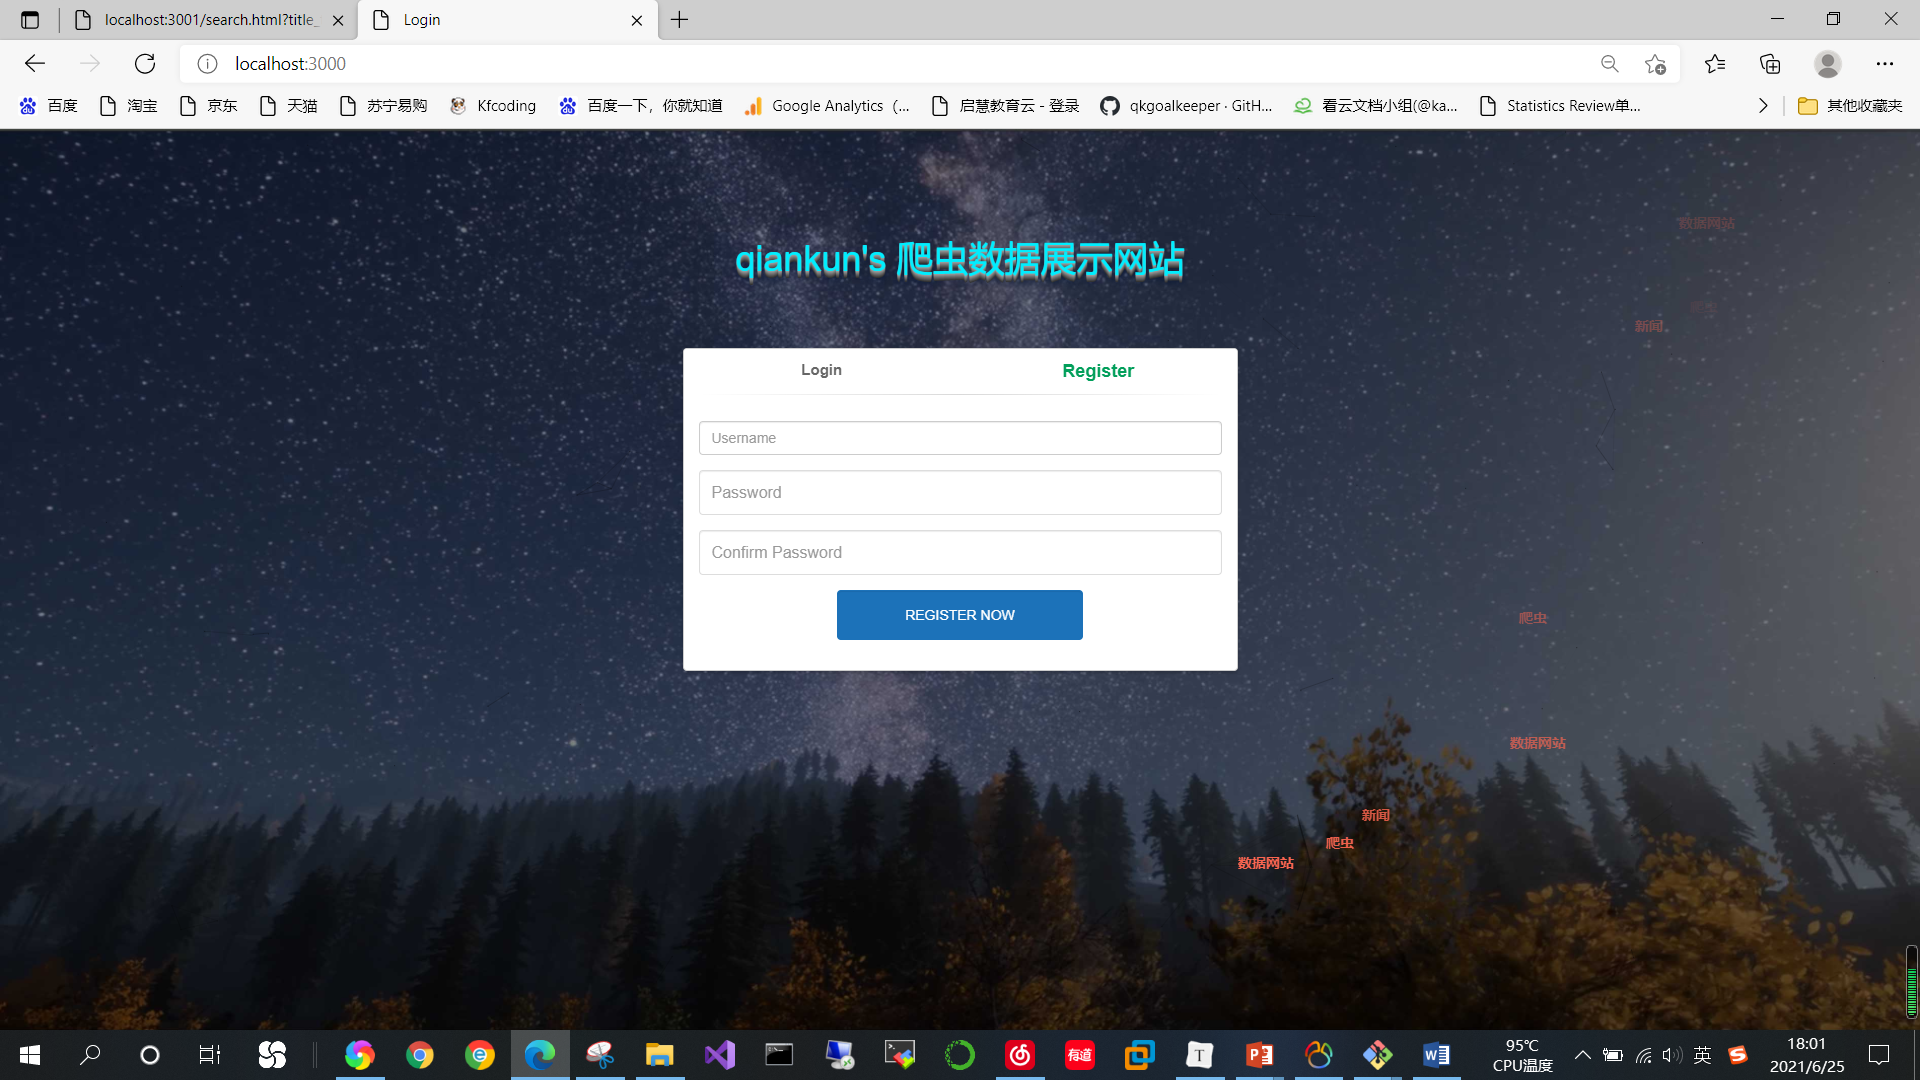 localhost:3001/search.html?title_
Login
localhost:3000
百度
淘宝
京东
天猫
苏宁易购
Kfcoding
百度一下，你就知道
Google Analytics（...
启慧教育云 - 登录
qkgoalkeeper · GitH...
看云文档小组(@ka...
Statistics Review单...
其他收藏夹
数据网站
qiankun's 爬虫数据展示网站
新闻
Login
Register
Username
Password
Confirm Password
REGISTER NOW
爬虫
数据网站
新闻
爬虫
数据网站
有道
95℃
CPU温度
英
18:01
2021/6/25